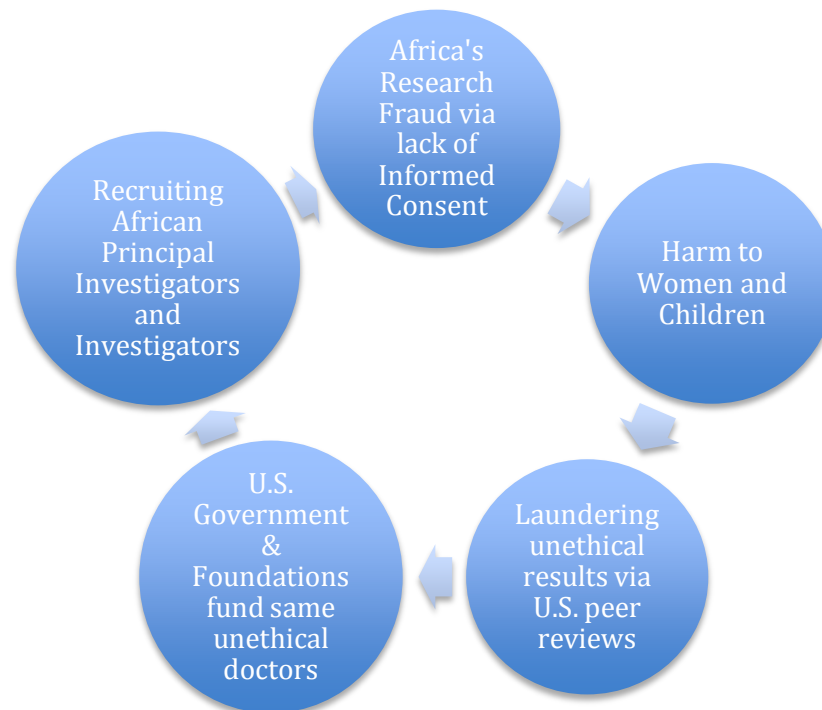 Africa's
Research
Fraud via
lack of
Informed
Consent
Harm to
Women and
Children
Laundering
unethical
results via
U.S. peer
reviews
U.S.
Government
&
Foundations
fund same
unethical
doctors
Recruiting
African
Principal
Investigators
and
Investigators